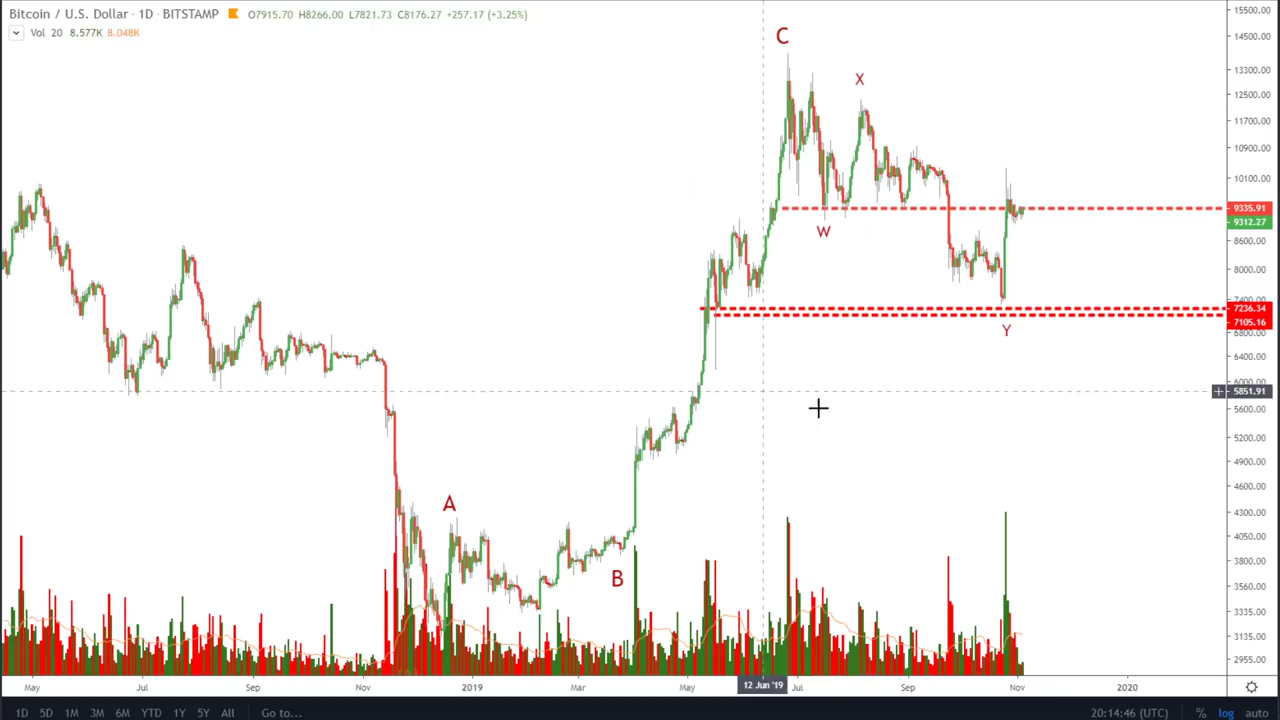 Bitcoin / U.S. Dollar · 1D · BITSTAMP O7915.70 H8266.00 L7821.73 C8176.27 +257.17 (+3.25%)
Vol 20 8.577K 8.048K
C
X
W
Y
A
B
15500.00
14500.00
13300.00
12500.00
11700.00
10900.00
10100.00
9335.91
9312.27
8600.00
8000.00
7400.00
7236.34
7105.16
6800.00
6400.00
6000.00
5851.91
5600.00
5200.00
4900.00
4600.00
4300.00
4050.00
3800.00
3560.00
3335.00
3135.00
2955.00
May Jul Sep Nov 2019 Mar May 12 Jun '19 Jul Sep Nov 2020
1D 5D 1M 3M 6M YTD 1Y 5Y All Go to... 20:14:46 (UTC) % log auto